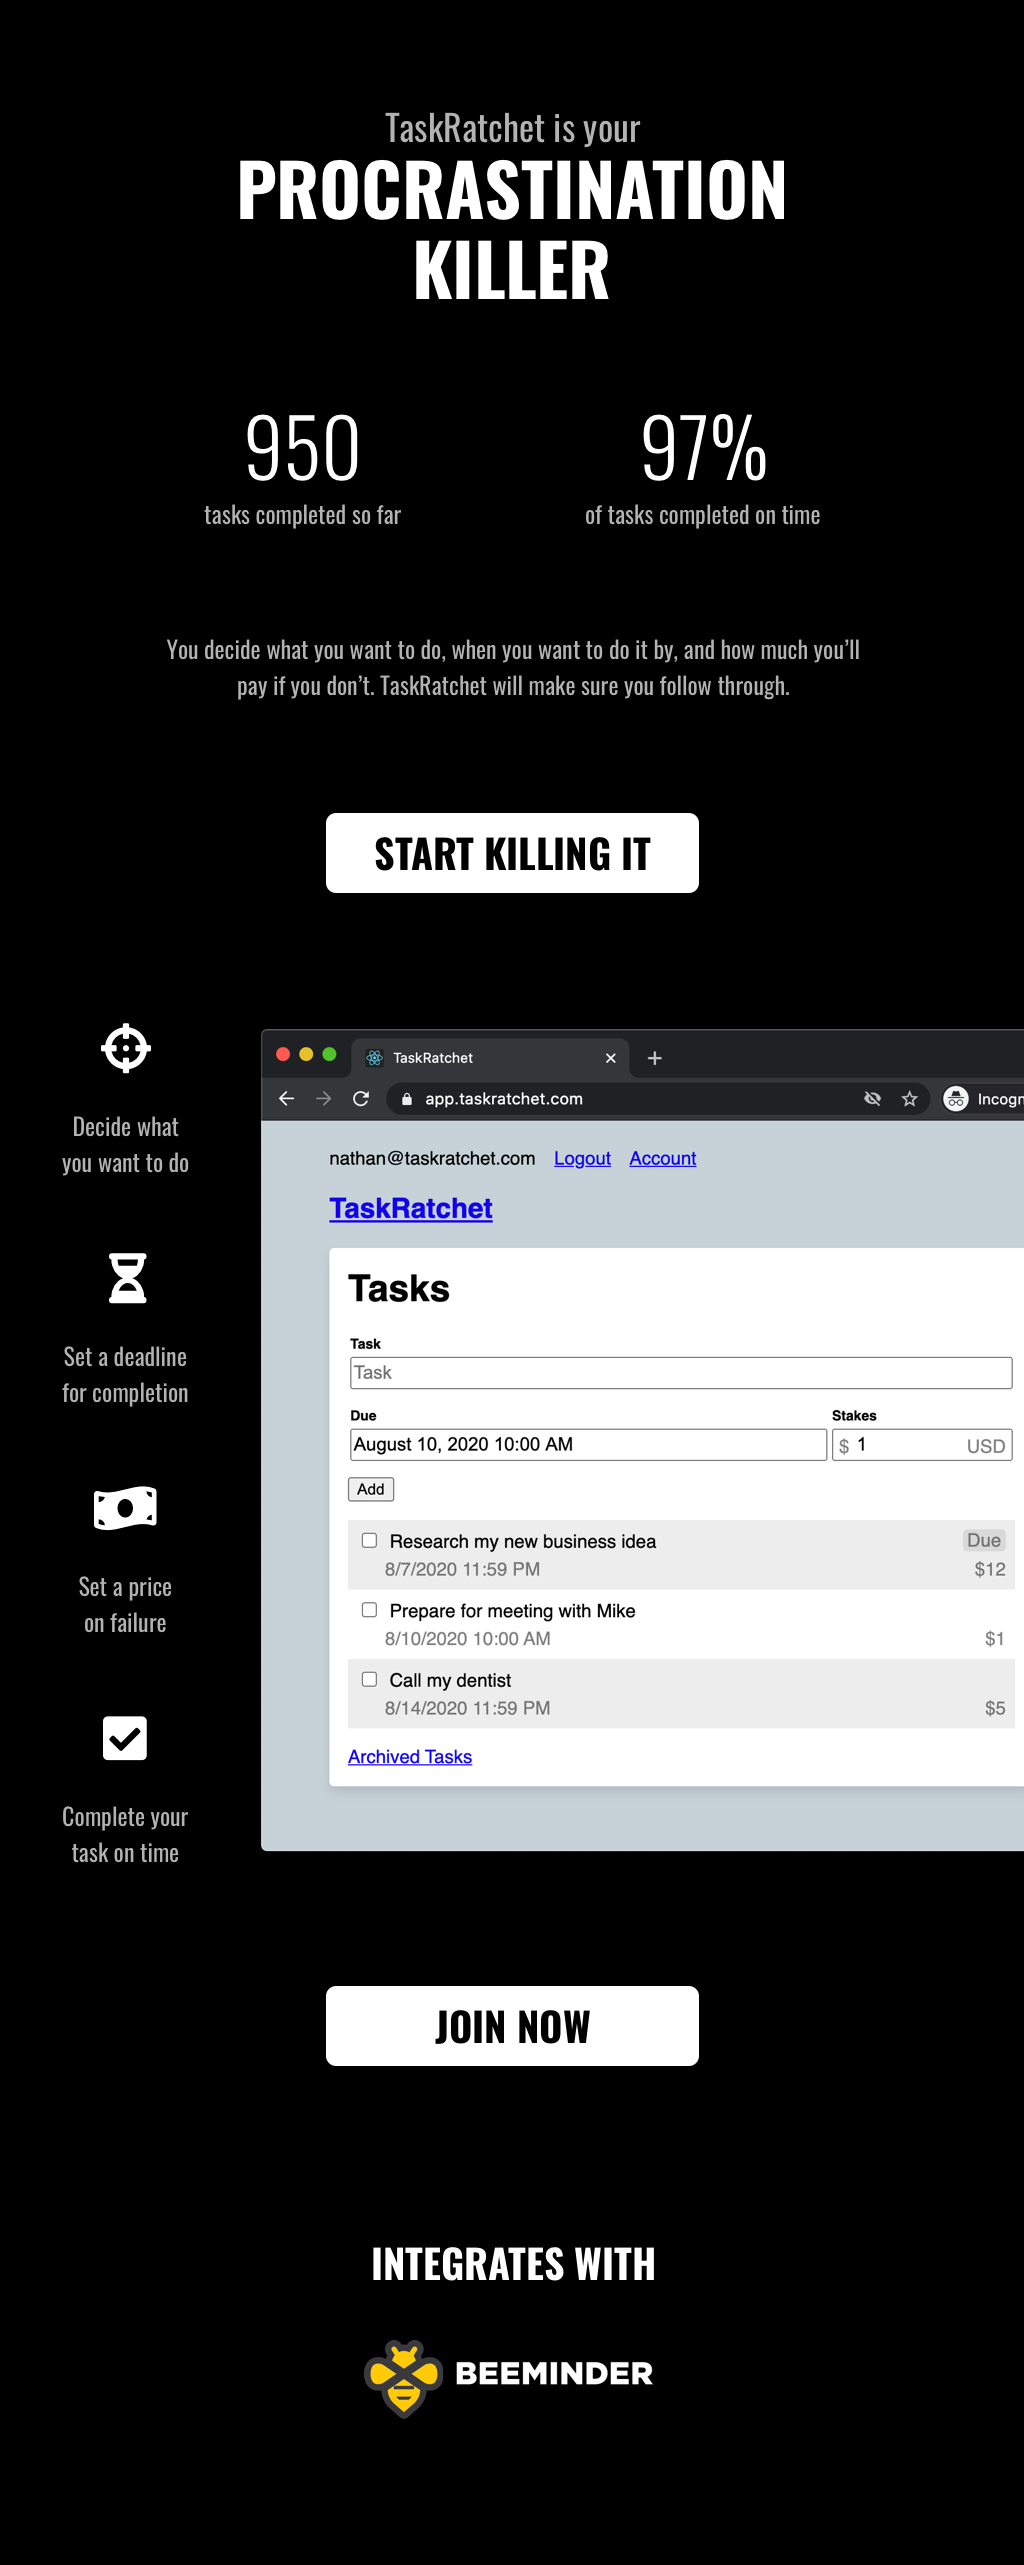 TaskRatchet is your
PROCRASTINATION
KILLER
950
tasks completed so far
97%
of tasks completed on time
You decide what you want to do, when you want to do it by, and how much you’ll
pay if you don’t. TaskRatchet will make sure you follow through.
START KILLING IT
Decide what
you want to do
Set a deadline
for completion
Set a price
on failure
Complete your
task on time
TaskRatchet
app.taskratchet.com
Incogn
nathan@taskratchet.com Logout Account
TaskRatchet
Tasks
Task
Task
Due Stakes
August 10, 2020 10:00 AM $ 1 USD
Add
Research my new business idea Due
8/7/2020 11:59 PM $12
Prepare for meeting with Mike
8/10/2020 10:00 AM $1
Call my dentist
8/14/2020 11:59 PM $5
Archived Tasks
JOIN NOW
INTEGRATES WITH
BEEMINDER